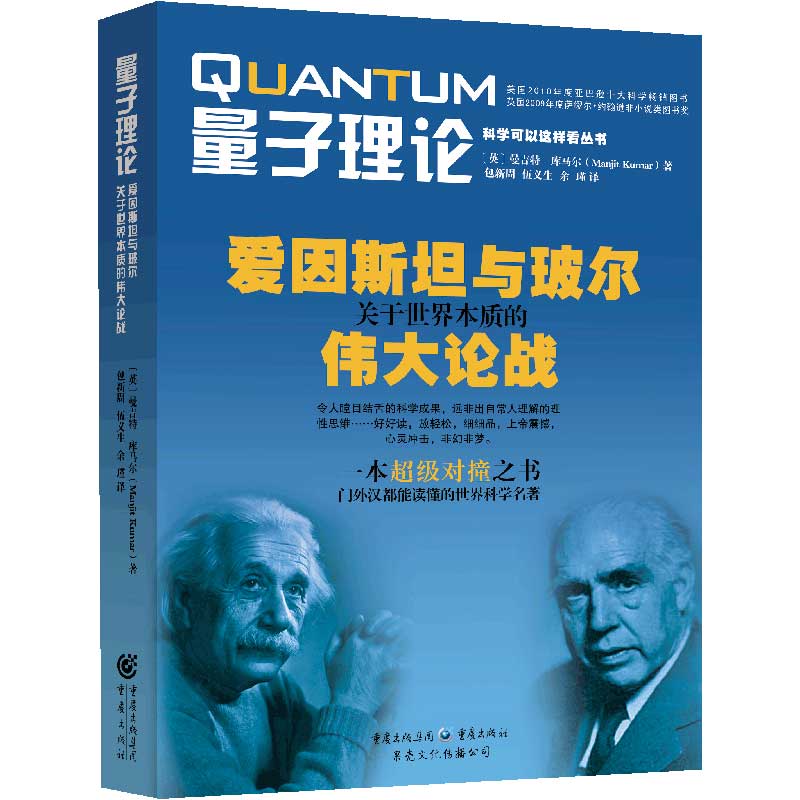 QUANTUM
美国2010年度亚巴逊十大科学畅销图书
英国2009年度萨缪尔·约翰逊非小说类图书奖
量子理论
科学可以这样看丛书
［英］曼吉特·库马尔（Manjit Kumar）著
包新周 伍义生 余 瑾 译
爱因斯坦与玻尔
关于世界本质的
伟大论战
令人瞠目结舌的科学成果，远非出自常人理解的理
性思维……好好读，放轻松，细细品，上帝震撼，
心灵冲击，非幻非梦。
一本超级对撞之书
门外汉都能读懂的世界科学名著
重庆出版集团 重庆出版社
果壳文化传播公司
量子理论
爱因斯坦与玻尔
关于世界本质的伟大论战
［英］曼吉特·库马尔（Manjit Kumar）著
包新周 伍义生 余 瑾 译
重庆出版集团
重庆出版社